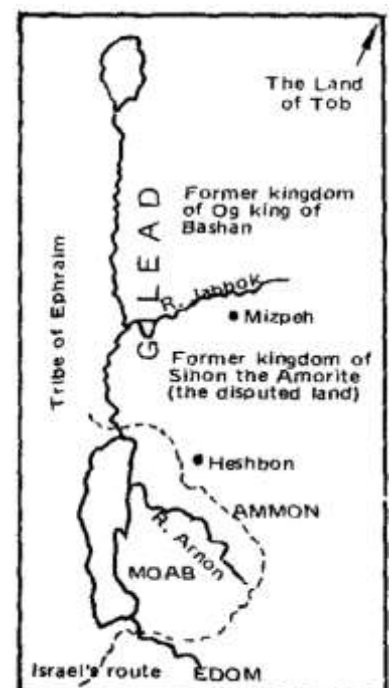 The Land
of Tob
Former kingdom
of Og king of
Bashan
GILEAD
Tribe of Ephraim
R. Jabbok
Mizpeh
Former kingdom of
Sihon the Amorite
(the disputed land)
Heshbon
AMMON
R. Arnon
MOAB
Israel's route
EDOM